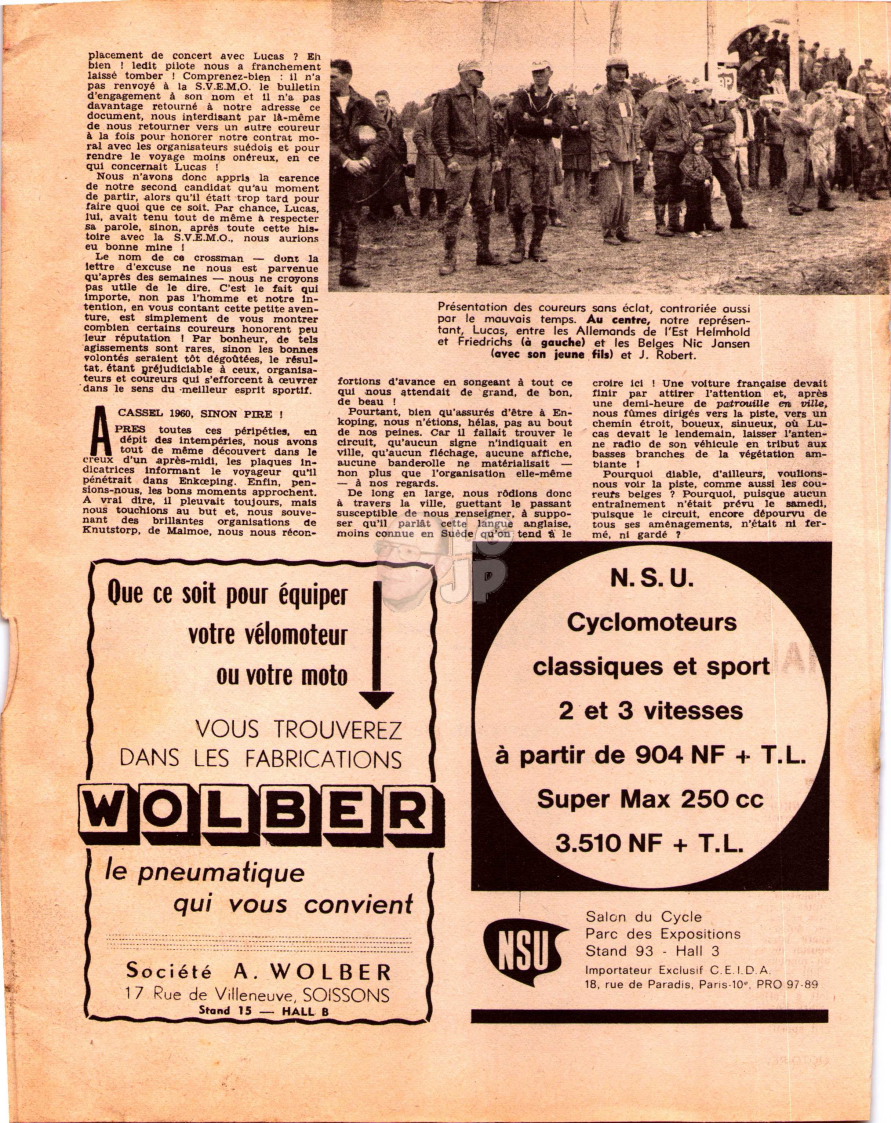 placement de concert avec Lucas ? Eh
bien ! ledit pilote nous a franchement
laissé tomber ! Comprenez-bien : il n'a
pas renvoyé à la S.V.E.M.O. le bulletin
d'engagement à son nom et il n'a pas
davantage retourné à notre adresse ce
document, nous interdisant par là-même
de nous retourner vers un autre coureur
à la fois pour honorer notre contrat mo-
ral avec les organisateurs suédois et pour
rendre le voyage moins onéreux, en ce
qui concernait Lucas !
Nous n'avons donc appris la carence
de notre second candidat qu'au moment
de partir, alors qu'il était trop tard pour
faire quoi que ce soit. Par chance, Lucas,
lui, avait tenu tout de même à respecter
sa parole, sinon, après toute cette his-
toire avec la S.V.E.M.O., nous aurions
eu bonne mine !
Le nom de ce crossman — dont la
lettre d'excuse ne nous est parvenue
qu'après des semaines — nous ne croyons
pas utile de le dire. C'est le fait qui
importe, non pas l'homme et notre in-
tention, en vous contant cette petite aven-
ture, est simplement de vous montrer
combien certains coureurs honorent peu
leur réputation ! Par bonheur, de tels
agissements sont rares, sinon les bonnes
volontés seraient tôt dégoûtées, le résul-
tat. étant préjudiciable à ceux, organisa-
teurs et coureurs qui s'efforcent à œuvrer
dans le sens du meilleur esprit sportif.
CASSEL 1960, SINON PIRE !
APRES toutes ces péripéties, en
dépit des intempéries, nous avons
tout de même découvert dans le
creux d'un après-midi, les plaques in-
dicatrices informant le voyageur qu'il
pénétrait dans Enkœping. Enfin, pen-
sions-nous, les bons moments approchent.
A vrai dire, il pleuvait toujours, mais
nous touchions au but et, nous souve-
nant des brillantes organisations de
Knutstorp, de Malmoe, nous nous récon-
Présentation des coureurs sans éclat, contrariée aussi
par le mauvais temps. Au centre, notre représen-
tant, Lucas, entre les Allemands de l'Est Helmhold
et Friedrichs (à gauche) et les Belges Nic Jansen
(avec son jeune fils) et J. Robert.
fortions d'avance en songeant à tout ce
qui nous attendait de grand, de bon,
de beau !
Pourtant, bien qu'assurés d'être à En-
koping, nous n'étions, hélas, pas au bout
de nos peines. Car il fallait trouver le
circuit, qu'aucun signe n'indiquait en
ville, qu'aucun fléchage, aucune affiche,
aucune banderolle ne matérialisait —
non plus que l'organisation elle-même
— à nos regards.
De long en large, nous rôdions donc
à travers la ville, guettant le passant
susceptible de nous renseigner, à suppo-
ser qu'il parlât cette langue anglaise,
moins connue en Suède qu'on tend à le
croire ici ! Une voiture française devait
finir par attirer l'attention et, après
une demi-heure de patrouille en ville,
nous fûmes dirigés vers la piste, vers un
chemin étroit, boueux, sinueux, où Lu-
cas devait le lendemain, laisser l'anten-
ne radio de son véhicule en tribut aux
basses branches de la végétation am-
biante !
Pourquoi diable, d'ailleurs, voulions-
nous voir la piste, comme aussi les cou-
reurs belges ? Pourquoi, puisque aucun
entraînement n'était prévu le samedi,
puisque le circuit, encore dépourvu de
tous ses aménagements, n'était ni fer-
mé, ni gardé ?
JP
Que ce soit pour équiper
votre vélomoteur
ou votre moto
VOUS TROUVEREZ
DANS LES FABRICATIONS
WOLBER
le pneumatique
qui vous convient
Société A. WOLBER
17 Rue de Villeneuve, SOISSONS
Stand 15 — HALL B
N.S.U.
Cyclomoteurs
classiques et sport
2 et 3 vitesses
à partir de 904 NF + T.L.
Super Max 250 cc
3.510 NF + T.L.
NSU
Salon du Cycle
Parc des Expositions
Stand 93 - Hall 3
Importateur Exclusif C.E.I.D.A.
18, rue de Paradis, Paris-10e, PRO 97-89